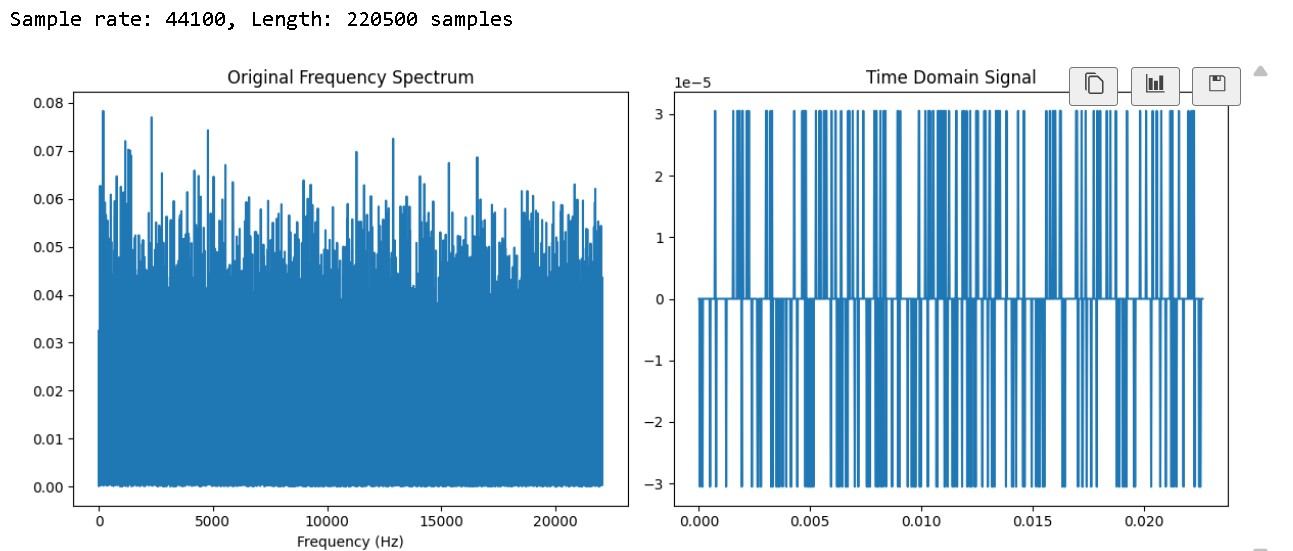 Sample rate: 44100, Length: 220500 samples
Original Frequency Spectrum
0.08
0.07
0.06
0.05
0.04
0.03
0.02
0.01
0.00
0 5000 10000 15000 20000
Frequency (Hz)
Time Domain Signal
1e−5
3
2
1
0
−1
−2
−3
0.000 0.005 0.010 0.015 0.020